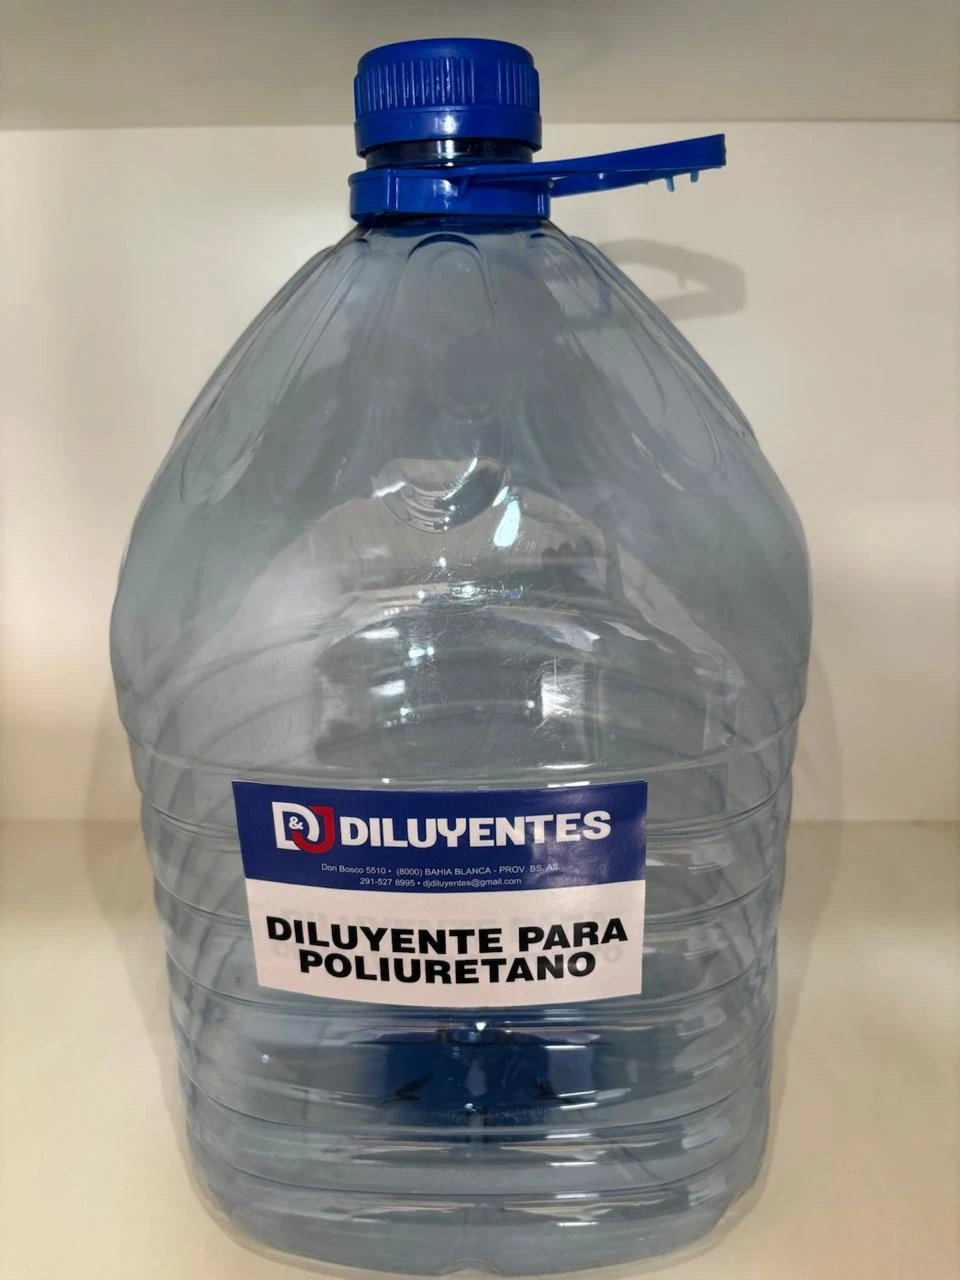 D&J DILUYENTES
Don Bosco 5510 • (8000) BAHIA BLANCA - PROV. BS. AS.
291-527 8995 • djdiluyentes@gmail.com
DILUYENTE PARA
POLIURETANO